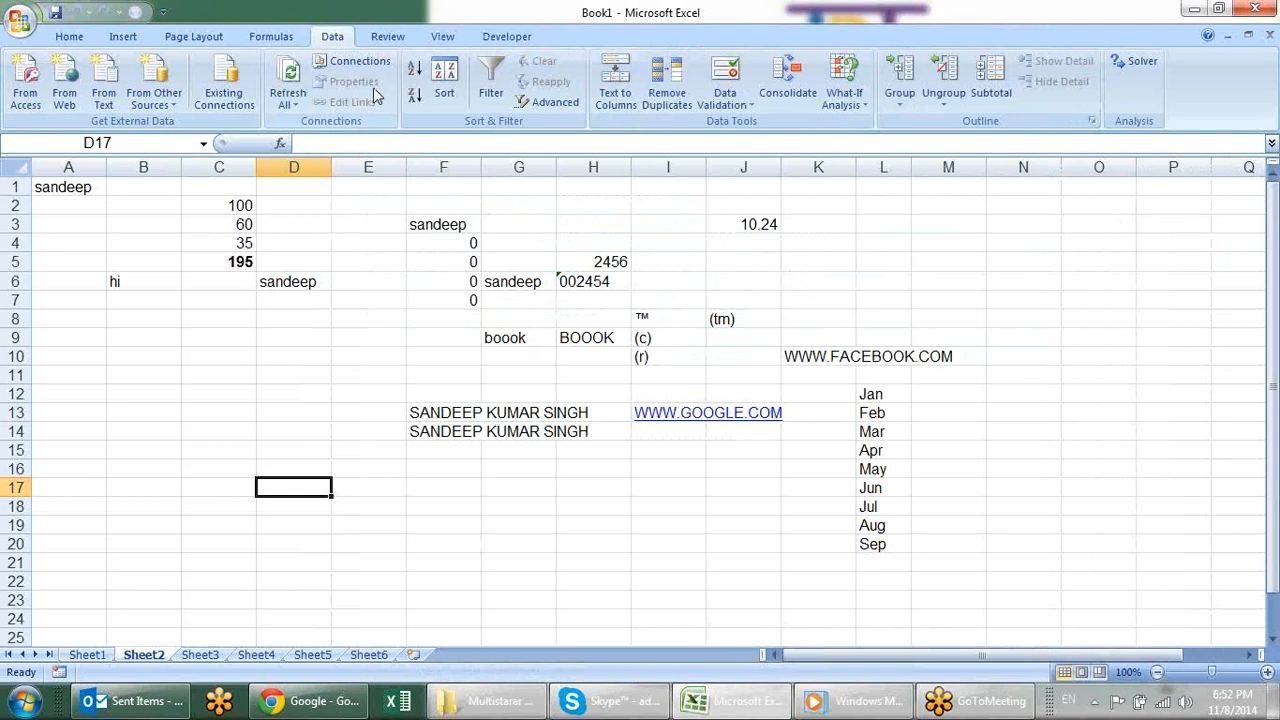 Book1 - Microsoft Excel
Home Insert Page Layout Formulas Data Review View Developer
From Access
From Web
From Text
From Other Sources
Existing Connections
Get External Data
Refresh All
Connections
Properties
Edit Links
Connections
Sort
Filter
Clear
Reapply
Advanced
Sort & Filter
Text to Columns
Remove Duplicates
Data Validation
Consolidate
What-If Analysis
Data Tools
Group
Ungroup
Subtotal
Show Detail
Hide Detail
Outline
Solver
Analysis
D17 fx
A B C D E F G H I J K L M N O P Q
1 sandeep
2 100
3 60 sandeep 10.24
4 35 0
5 195 0 2456
6 hi sandeep 0 sandeep 002454
7 0
8 ™ (tm)
9 boook BOOOK (c)
10 (r) WWW.FACEBOOK.COM
11
12 Jan
13 SANDEEP KUMAR SINGH WWW.GOOGLE.COM Feb
14 SANDEEP KUMAR SINGH Mar
15 Apr
16 May
17 Jun
18 Jul
19 Aug
20 Sep
21
22
23
24
25
Sheet1 Sheet2 Sheet3 Sheet4 Sheet5 Sheet6
Ready 100%
Sent Items - ... Google - Go... Multistarar ... Skype™ - ad... Microsoft Ex... Windows M... GoToMeeting EN 6:52 PM
11/8/2014